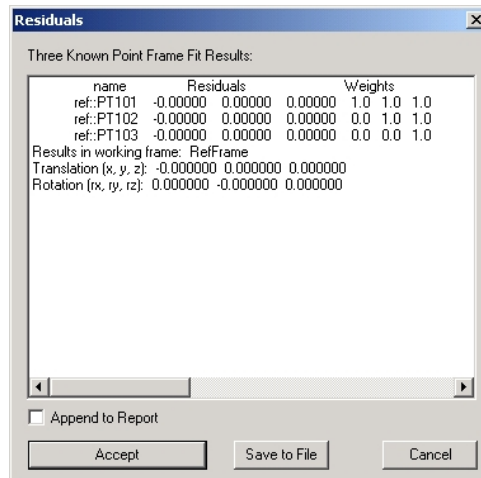 Residuals
Three Known Point Frame Fit Results:
name Residuals Weights
ref::PT101 -0.00000 0.00000 0.00000 1.0 1.0 1.0
ref::PT102 -0.00000 0.00000 0.00000 0.0 1.0 1.0
ref::PT103 -0.00000 0.00000 0.00000 0.0 0.0 1.0
Results in working frame: RefFrame
Translation (x, y, z): -0.000000 0.000000 0.000000
Rotation (rx, ry, rz): 0.000000 -0.000000 0.000000
Append to Report
Accept Save to File Cancel